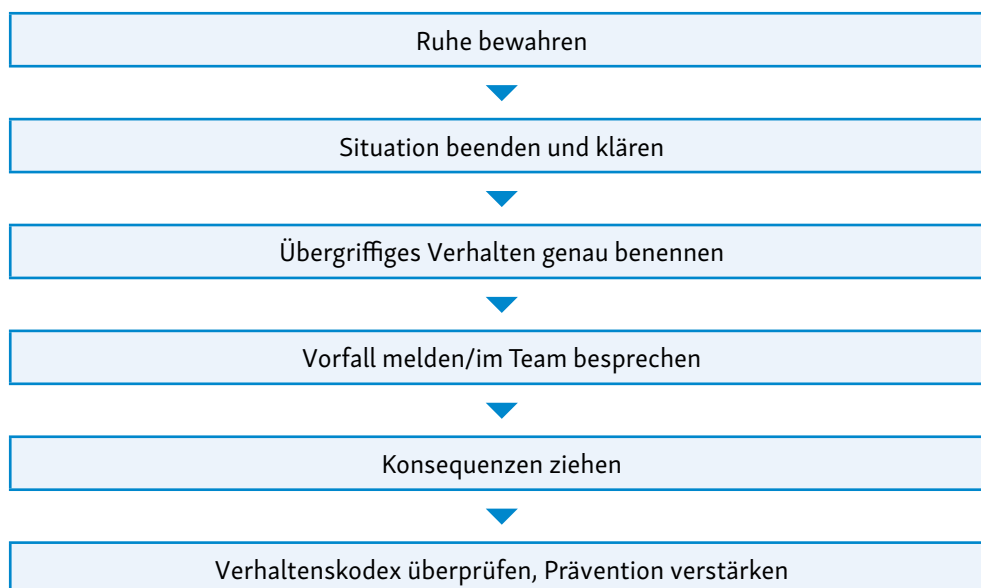 Ruhe bewahren
Situation beenden und klären
Übergriffiges Verhalten genau benennen
Vorfall melden/im Team besprechen
Konsequenzen ziehen
Verhaltenskodex überprüfen, Prävention verstärken